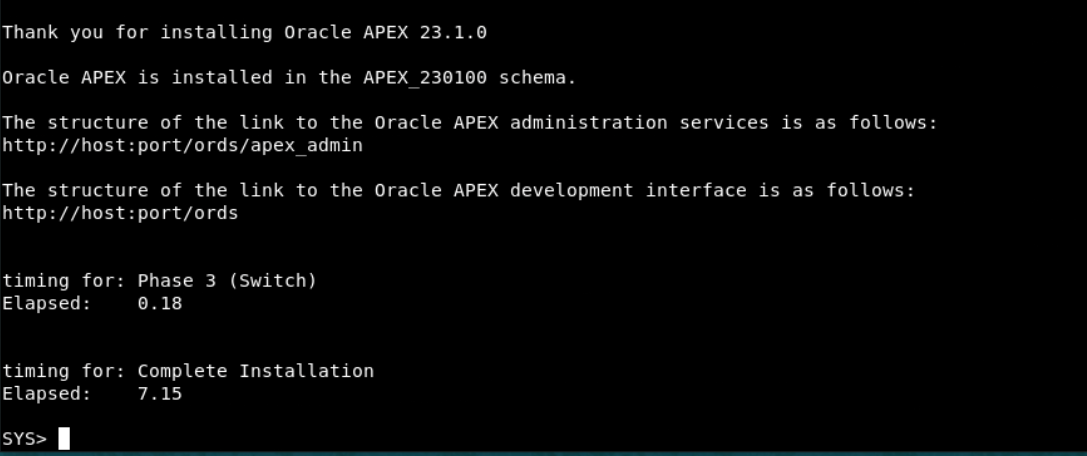 Thank you for installing Oracle APEX 23.1.0
Oracle APEX is installed in the APEX_230100 schema.
The structure of the link to the Oracle APEX administration services is as follows:
http://host:port/ords/apex_admin
The structure of the link to the Oracle APEX development interface is as follows:
http://host:port/ords
timing for: Phase 3 (Switch)
Elapsed:    0.18
timing for: Complete Installation
Elapsed:    7.15
SYS>